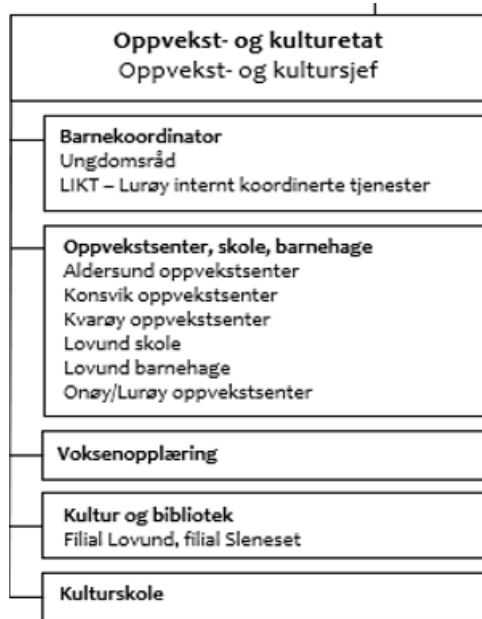 Oppvekst- og kulturetat
Oppvekst- og kultursjef
Barnekoordinator
Ungdomsråd
LIKT – Lurøy internt koordinerte tjenester
Oppvekstsenter, skole, barnehage
Aldersund oppvekstsenter
Konsvik oppvekstsenter
Kvarøy oppvekstsenter
Lovund skole
Lovund barnehage
Onøy/Lurøy oppvekstsenter
Voksenopplæring
Kultur og bibliotek
Filial Lovund, filial Sleneset
Kulturskole